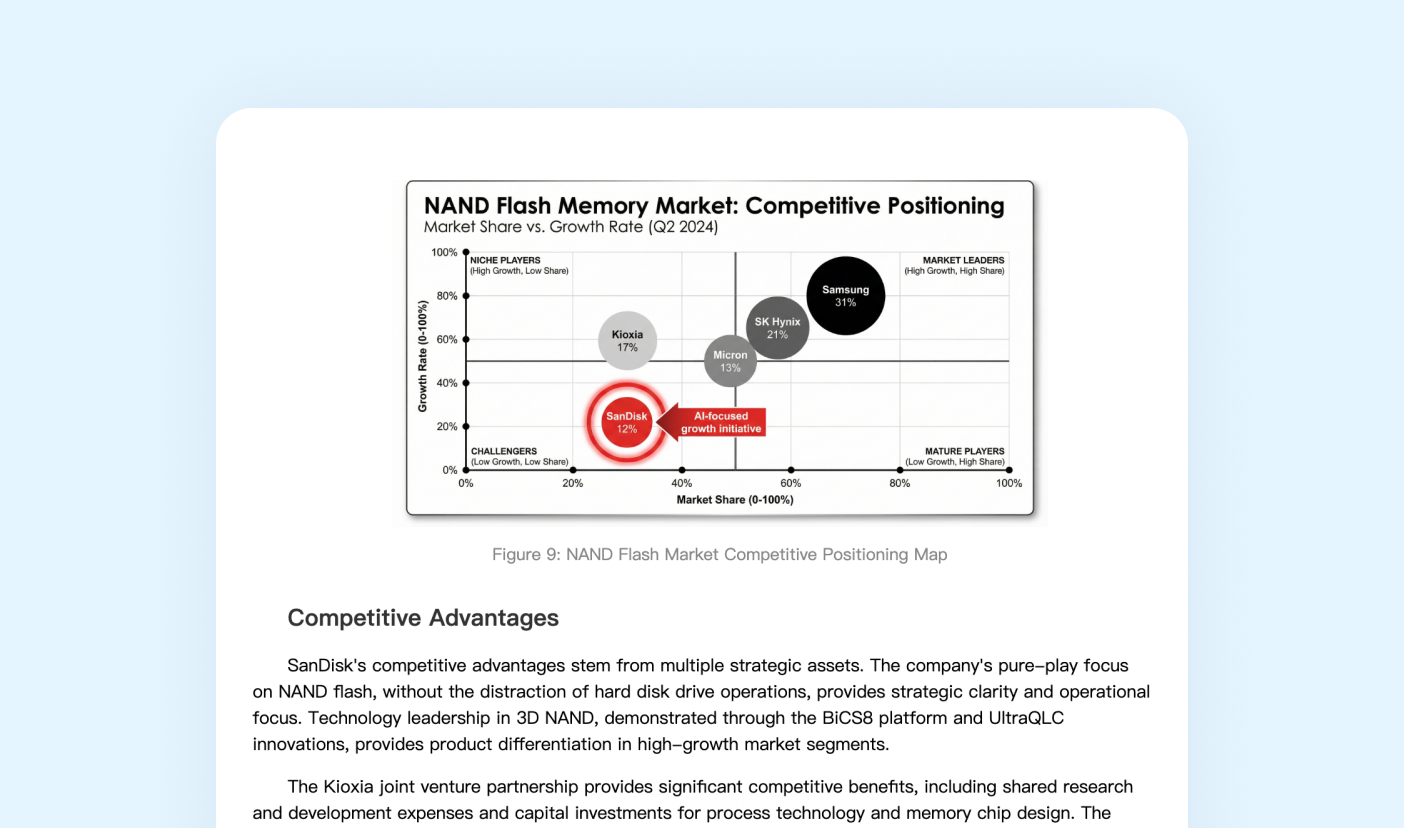 NAND Flash Memory Market: Competitive Positioning
Market Share vs. Growth Rate (Q2 2024)
100%
80%
60%
40%
20%
0%
Growth Rate (0-100%)
NICHE PLAYERS
(High Growth, Low Share)
MARKET LEADERS
(High Growth, High Share)
Samsung
31%
SK Hynix
21%
Kioxia
17%
Micron
13%
SanDisk
12%
AI-focused
growth initiative
CHALLENGERS
(Low Growth, Low Share)
MATURE PLAYERS
(Low Growth, High Share)
0%
20%
40%
60%
80%
100%
Market Share (0-100%)
Figure 9: NAND Flash Market Competitive Positioning Map
Competitive Advantages
SanDisk's competitive advantages stem from multiple strategic assets. The company's pure–play focus
on NAND flash, without the distraction of hard disk drive operations, provides strategic clarity and operational
focus. Technology leadership in 3D NAND, demonstrated through the BiCS8 platform and UltraQLC
innovations, provides product differentiation in high–growth market segments.
The Kioxia joint venture partnership provides significant competitive benefits, including shared research
and development expenses and capital investments for process technology and memory chip design. The